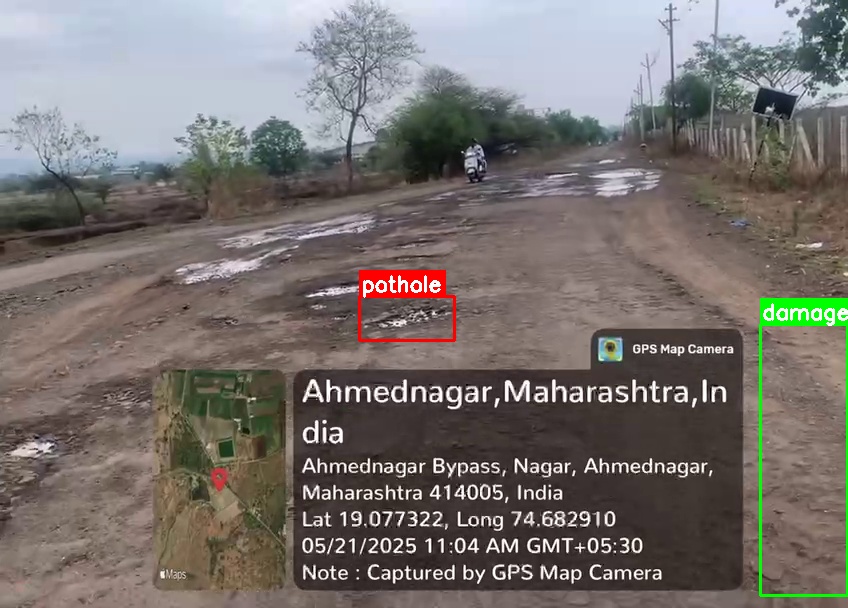 pothole
damage
GPS Map Camera
Ahmednagar,Maharashtra,In
dia
Ahmednagar Bypass, Nagar, Ahmednagar,
Maharashtra 414005, India
Lat 19.077322, Long 74.682910
05/21/2025 11:04 AM GMT+05:30
Note : Captured by GPS Map Camera
Maps